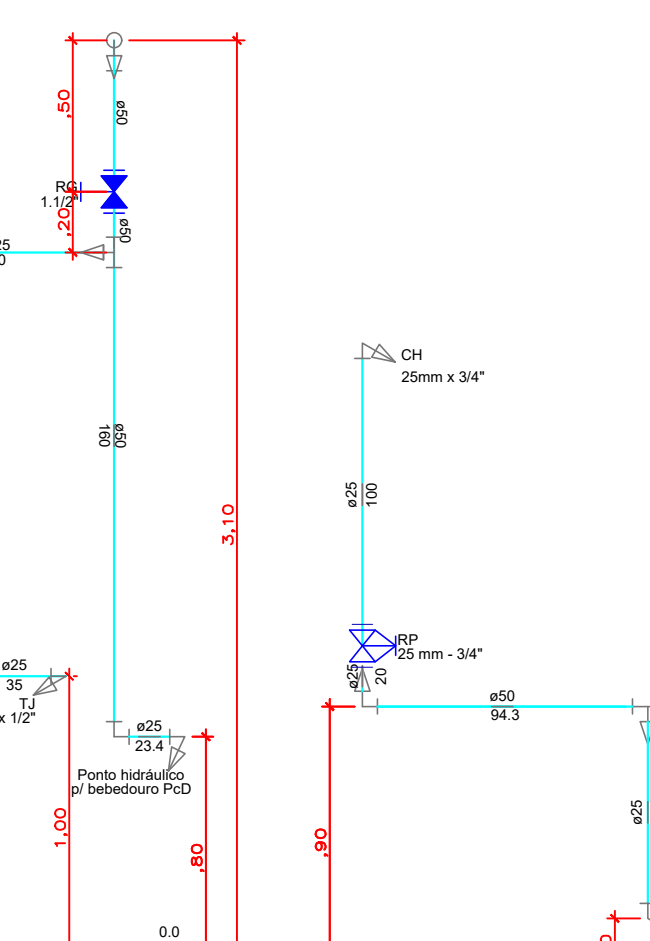 ,50
ø50
RG
1.1/2"
,20
ø50
25
0
CH
25mm x 3/4"
ø50
160
3,10
ø25
100
RP
25 mm - 3/4"
ø25
20
ø25
35
TJ
x 1/2"
ø50
94.3
ø25
23.4
Ponto hidráulico
p/ bebedouro PcD
1,00
,80
,90
ø25
0.0